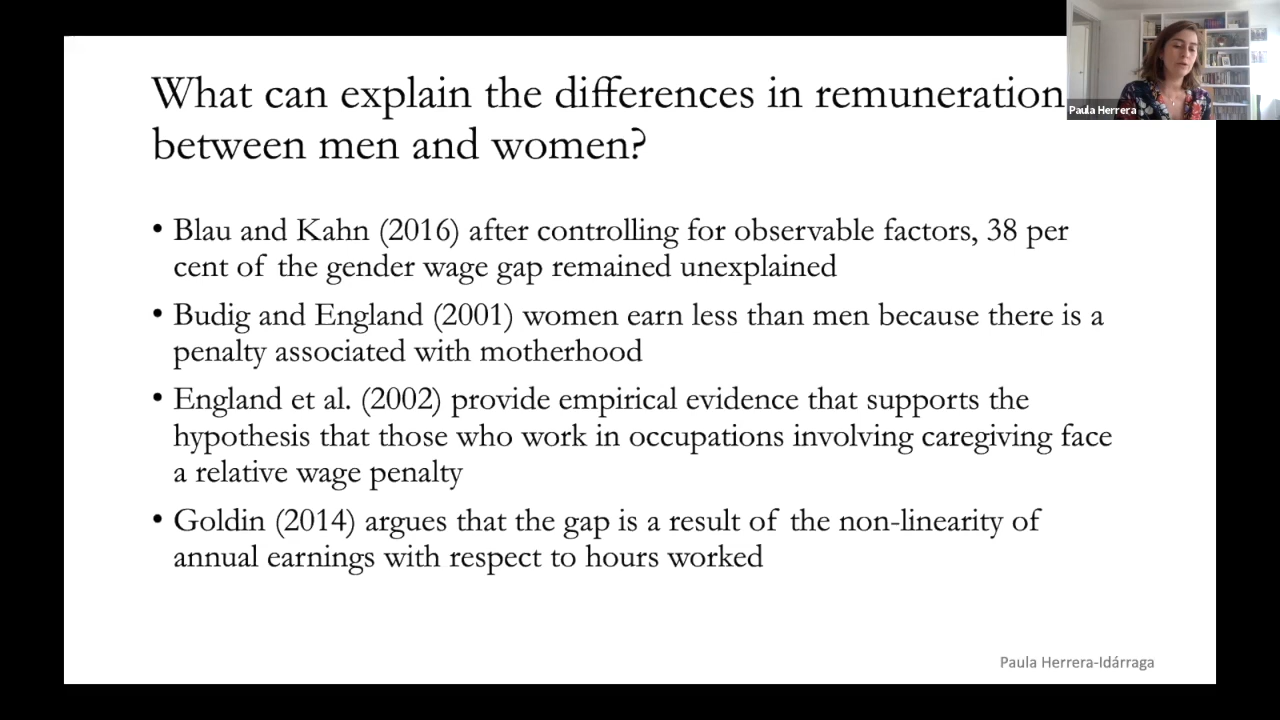 What can explain the differences in remuneration
between men and women?
• Blau and Kahn (2016) after controlling for observable factors, 38 per
cent of the gender wage gap remained unexplained
• Budig and England (2001) women earn less than men because there is a
penalty associated with motherhood
• England et al. (2002) provide empirical evidence that supports the
hypothesis that those who work in occupations involving caregiving face
a relative wage penalty
• Goldin (2014) argues that the gap is a result of the non-linearity of
annual earnings with respect to hours worked
Paula Herrera-Idárraga
Paula Herrera